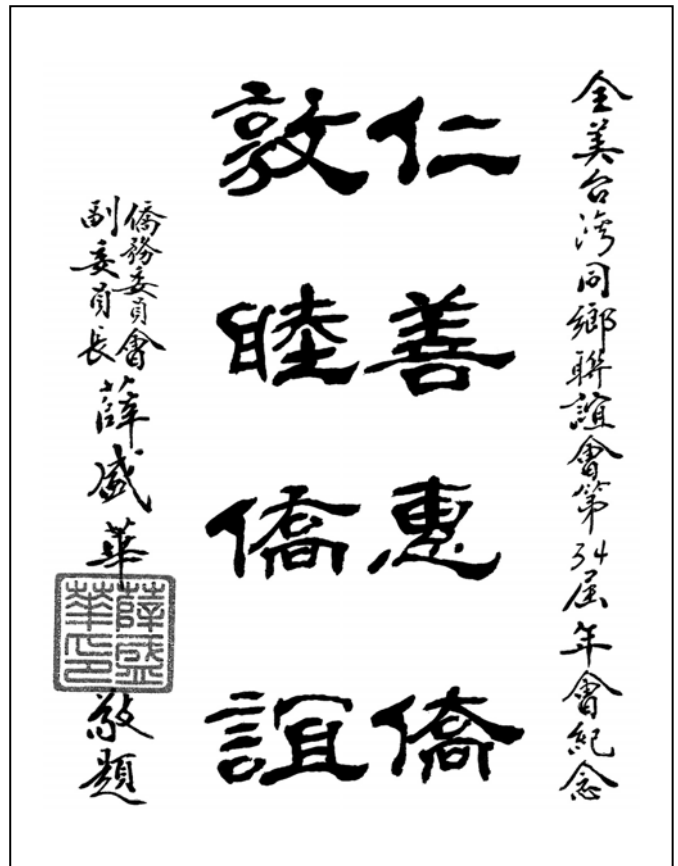 全美台灣同鄉聯誼會第34屆年會紀念
仁善惠僑
敦睦僑誼
僑務委員會
副委員長
薛盛華
敬題
薛盛
華印